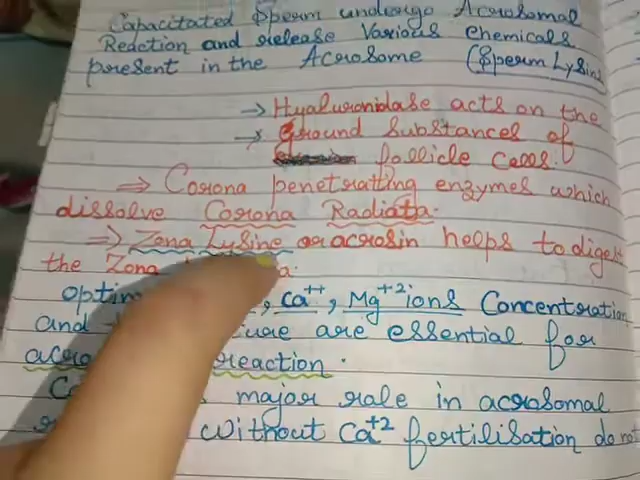 Capacitated Sperm undergo Acrosomal
Reaction and release Various chemicals
present in the Acrosome (Sperm Lysins
→ Hyaluronidase acts on the
→ Ground Substances of
follicle cells.
⇒ Corona penetrating enzymes which
dissolve Corona Radiata.
⇒ Zona Lysine or acrosin helps to digest
the Zona
, Ca++, Mg+2 ions Concentration
and are essential for
reaction.
major role in acrosomal
without Ca+2 fertilisation do not